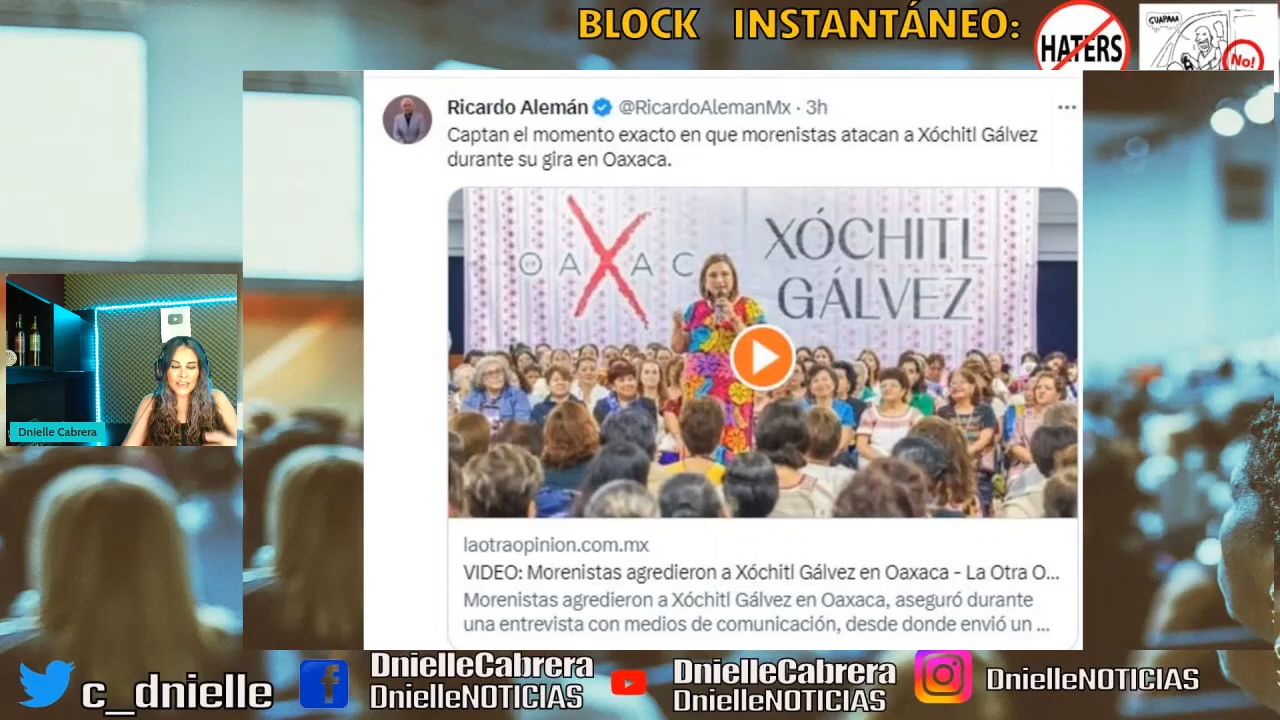 BLOCK INSTANTÁNEO:
HATERS
GUAPAAA
No!
Ricardo Alemán @RicardoAlemanMx · 3h
Captan el momento exacto en que morenistas atacan a Xóchitl Gálvez
durante su gira en Oaxaca.
OAXAC
XÓCHITL
GÁLVEZ
Dnielle Cabrera
laotraopinion.com.mx
VIDEO: Morenistas agredieron a Xóchitl Gálvez en Oaxaca - La Otra O...
Morenistas agredieron a Xóchitl Gálvez en Oaxaca, aseguró durante
una entrevista con medios de comunicación, desde donde envió un ...
c_dnielle
DnielleCabrera
DnielleNOTICIAS
DnielleCabrera
DnielleNOTICIAS
DnielleNOTICIAS